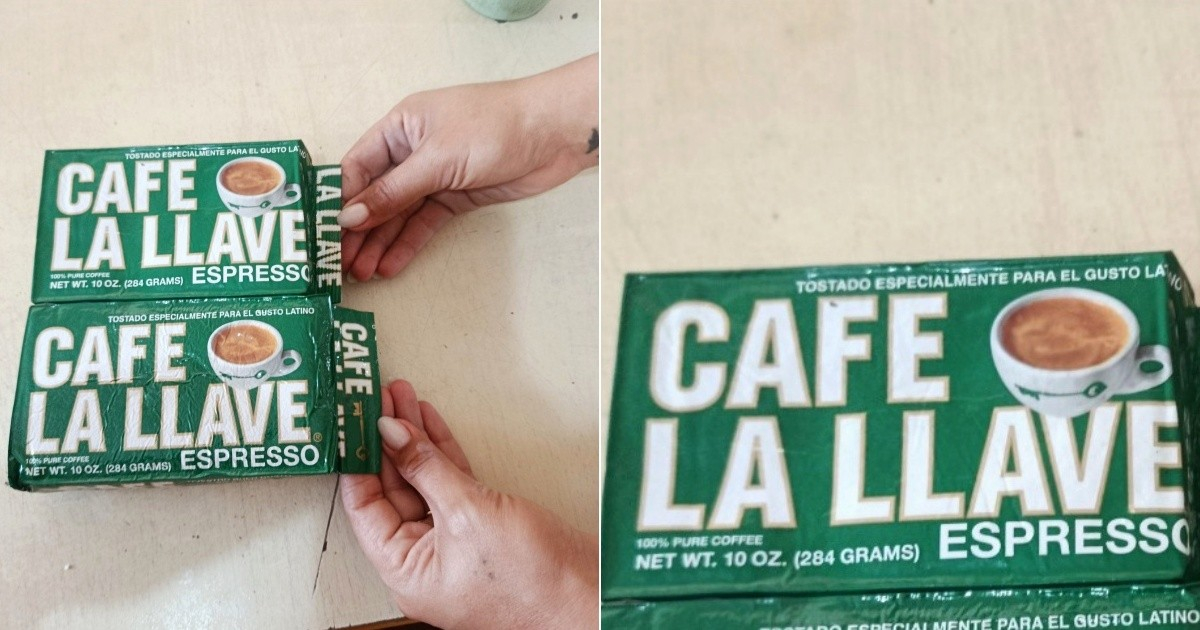 TOSTADO ESPECIALMENTE PARA EL GUSTO LA
CAFE
LA LLAVE
100% PURE COFFEE
NET WT. 10 OZ. (284 GRAMS)
ESPRESSO
LA LLAVE
TOSTADO ESPECIALMENTE PARA EL GUSTO LATINO
CAFE
LA LLAVE®
100% PURE COFFEE
NET WT. 10 OZ. (284 GRAMS)
ESPRESSO
CAFE
TOSTADO ESPECIALMENTE PARA EL GUSTO LA
CAFE
LA LLAVE
100% PURE COFFEE
NET WT. 10 OZ. (284 GRAMS)
ESPRESSO
TOSTADO ESPECIALMENTE PARA EL GUSTO LATINO